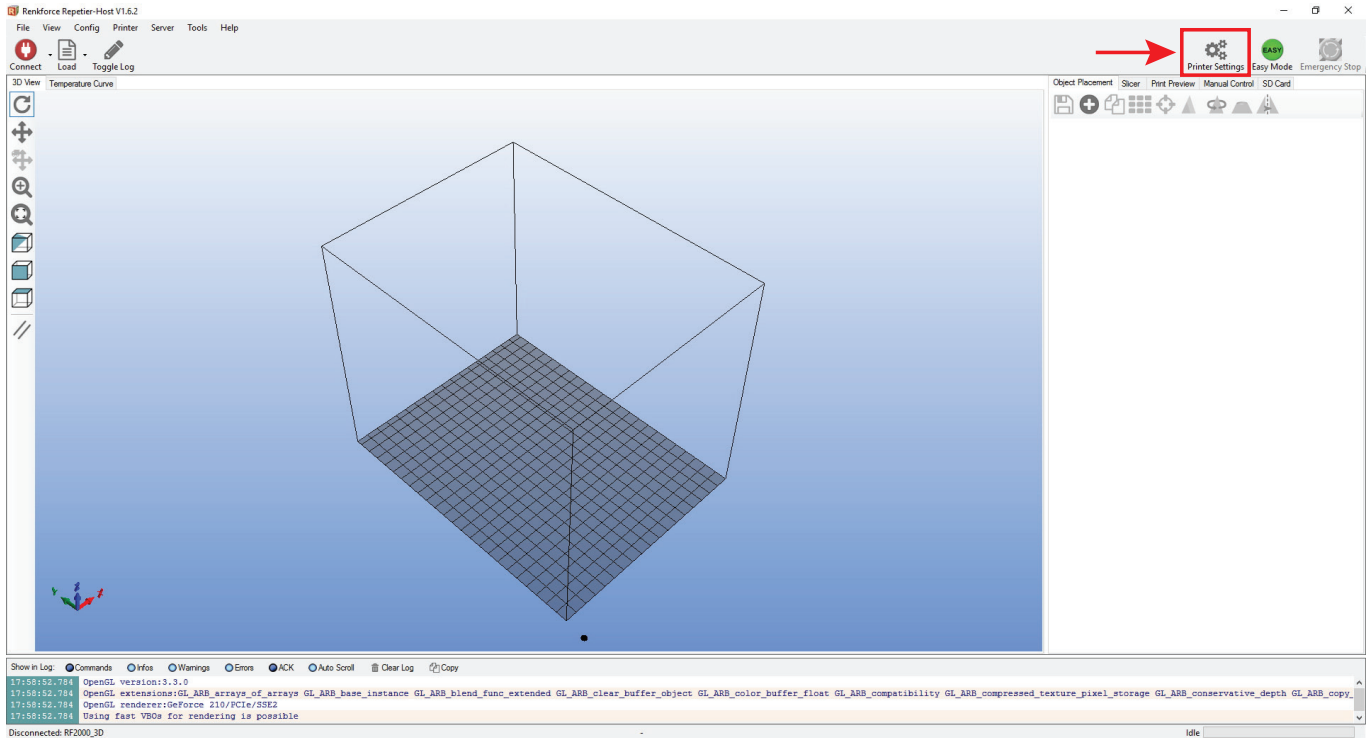 Renkforce Repetier-Host V1.6.2
File View Config Printer Server Tools Help
Connect Load Toggle Log Printer Settings EASY Easy Mode Emergency Stop
3D View Temperature Curve Object Placement Slicer Print Preview Manual Control SD Card
Y Z X
Show in Log: Commands Infos Warnings Errors ACK Auto Scroll Clear Log Copy
17:58:52.784 OpenGL version:3.3.0
17:58:52.784 OpenGL extensions:GL_ARB_arrays_of_arrays GL_ARB_base_instance GL_ARB_blend_func_extended GL_ARB_clear_buffer_object GL_ARB_color_buffer_float GL_ARB_compatibility GL_ARB_compressed_texture_pixel_storage GL_ARB_conservative_depth GL_ARB_copy_
17:58:52.784 OpenGL renderer:GeForce 210/PCIe/SSE2
17:58:52.784 Using fast VBOs for rendering is possible
Disconnected: RF2000_3D - Idle